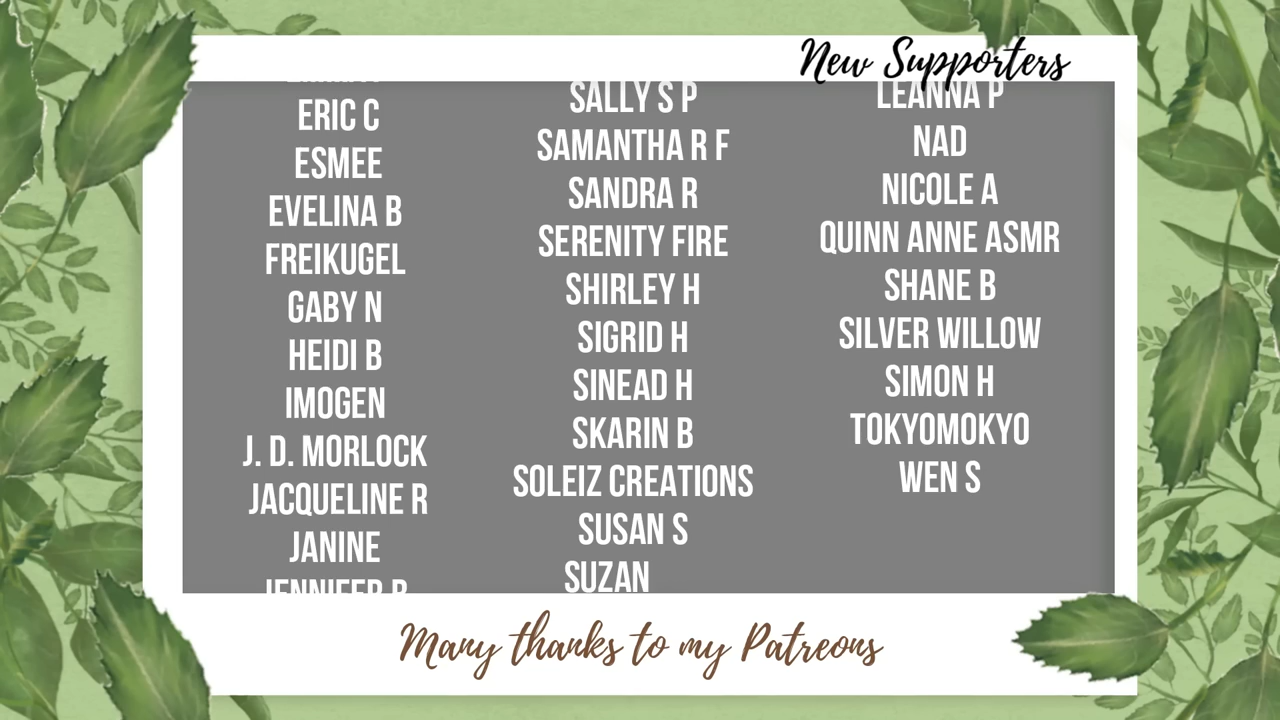 New Supporters
ERIC C
ESMEE
EVELINA B
FREIKUGEL
GABY N
HEIDI B
IMOGEN
J. D. MORLOCK
JACQUELINE R
JANINE
SALLY S P
SAMANTHA R F
SANDRA R
SERENITY FIRE
SHIRLEY H
SIGRID H
SINEAD H
SKARIN B
SOLEIZ CREATIONS
SUSAN S
SUZAN
LEANNA P
NAD
NICOLE A
QUINN ANNE ASMR
SHANE B
SILVER WILLOW
SIMON H
TOKYOMOKYO
WEN S
Many thanks to my Patreons